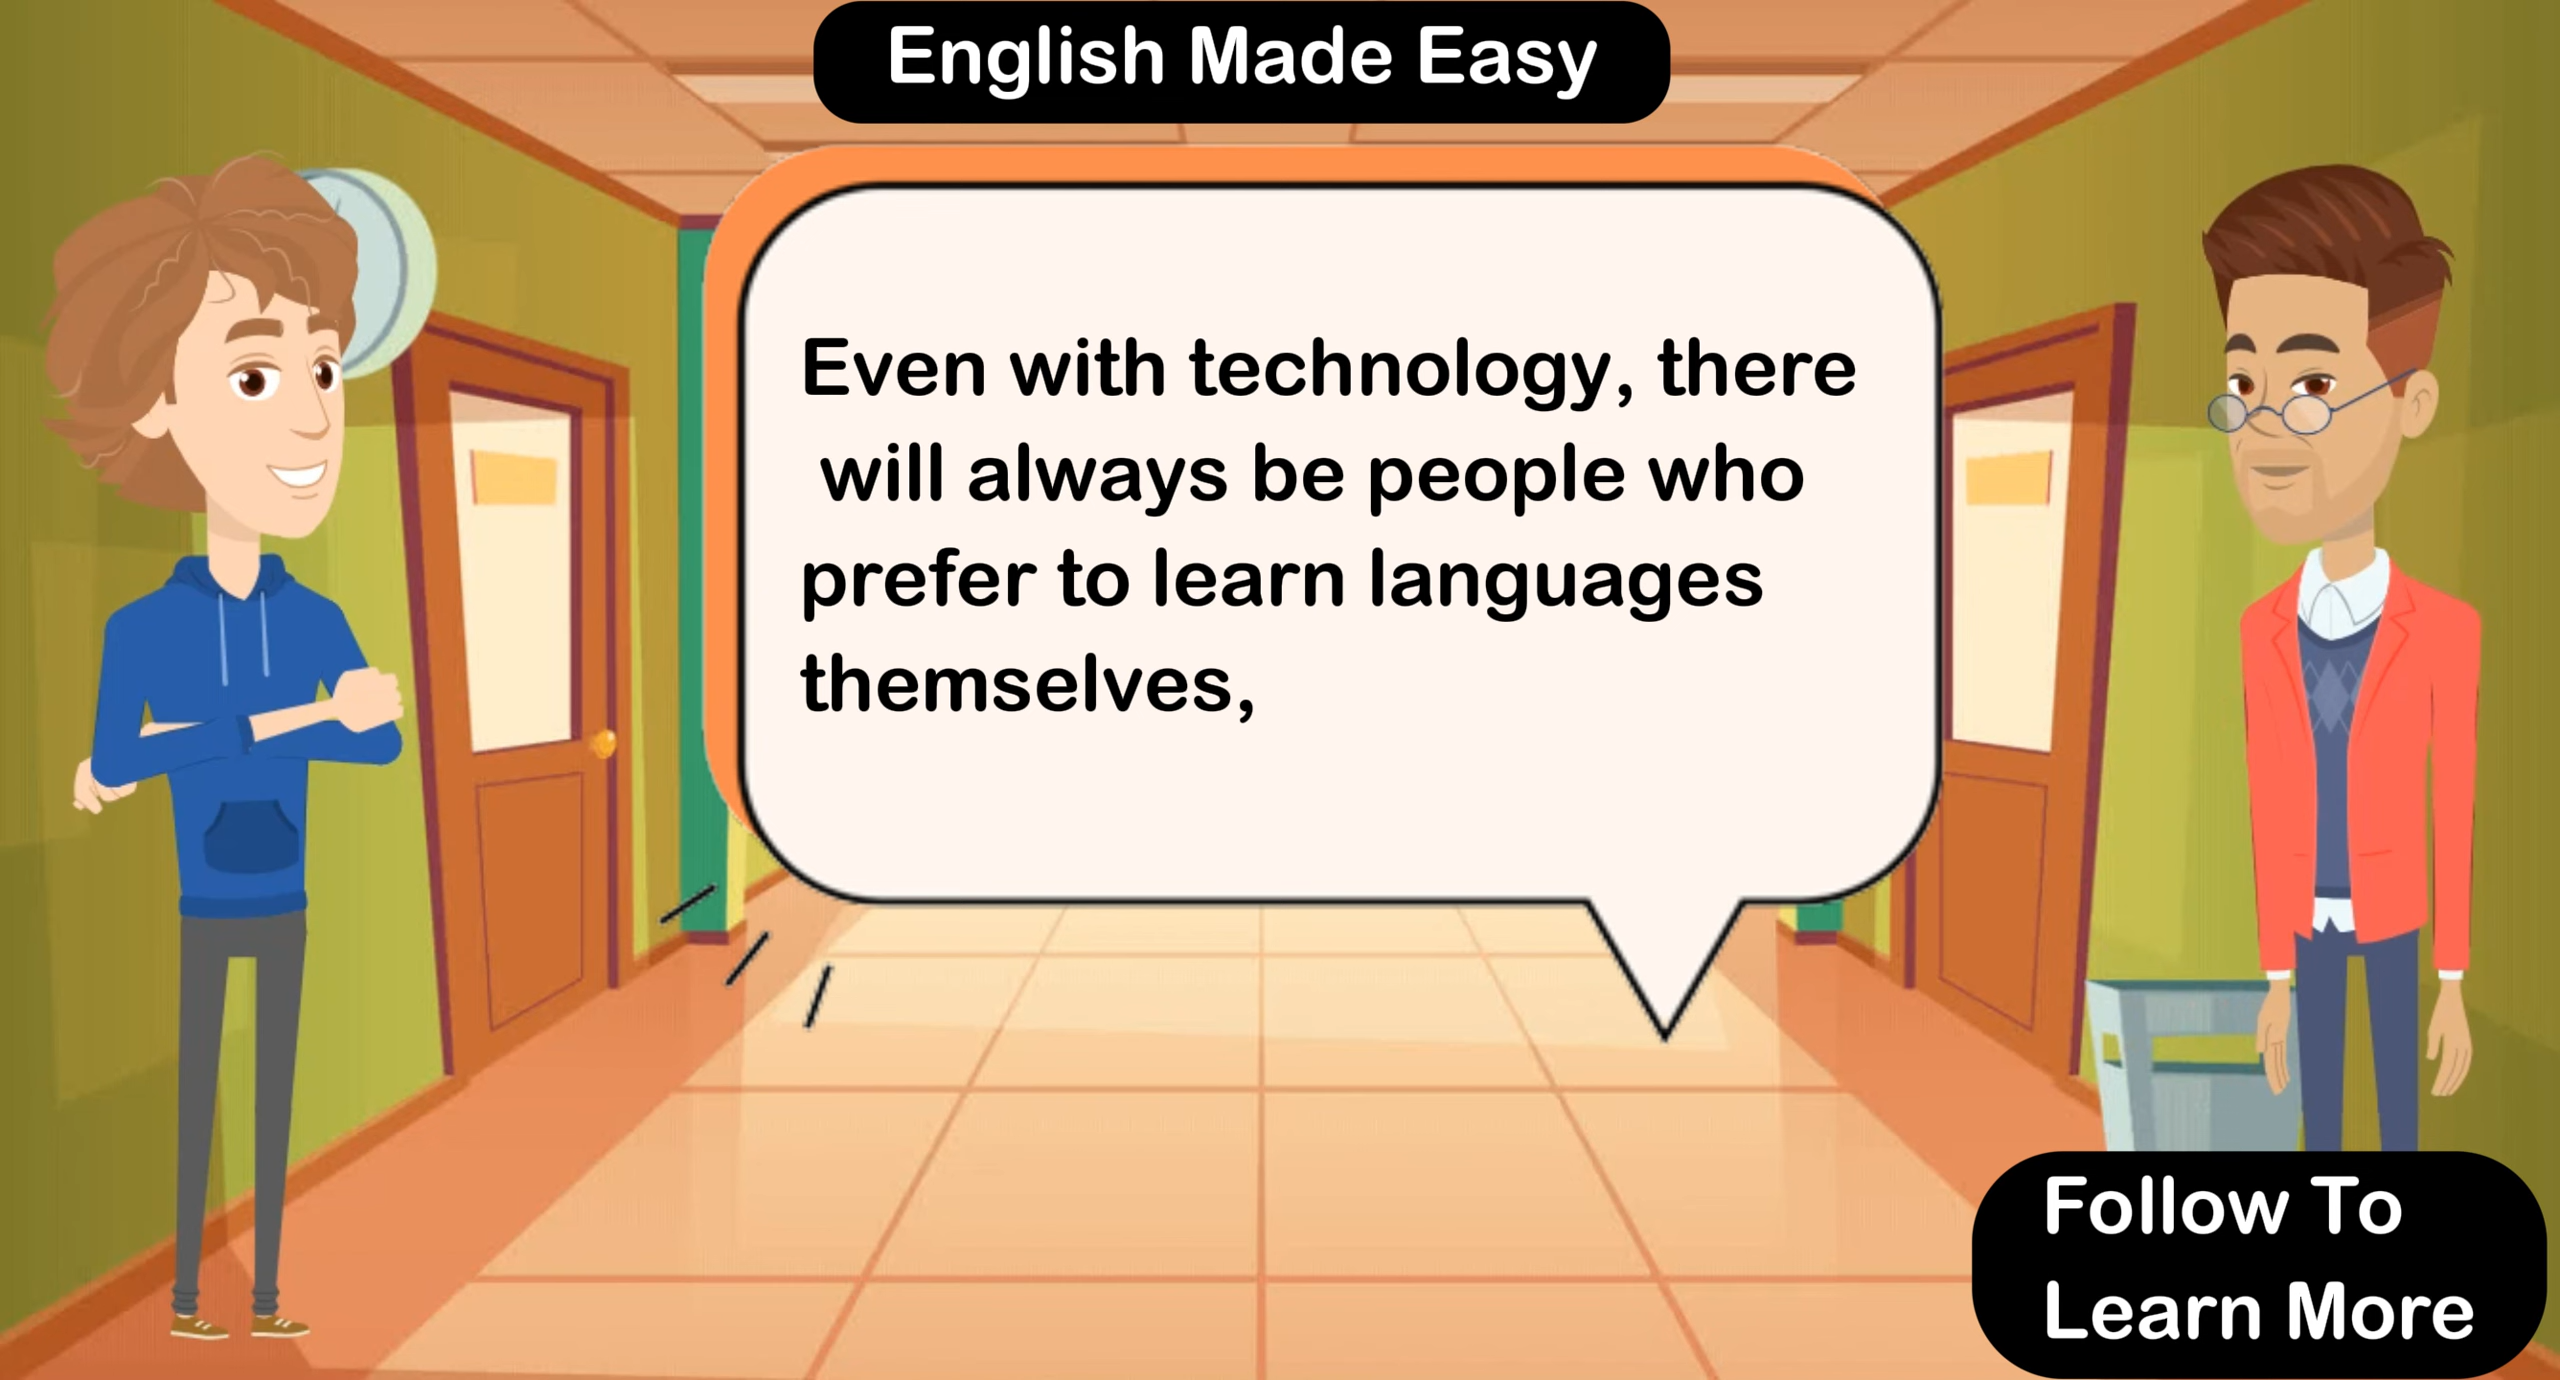 English Made Easy
Even with technology, there
will always be people who
prefer to learn languages
themselves,
Follow To
Learn More